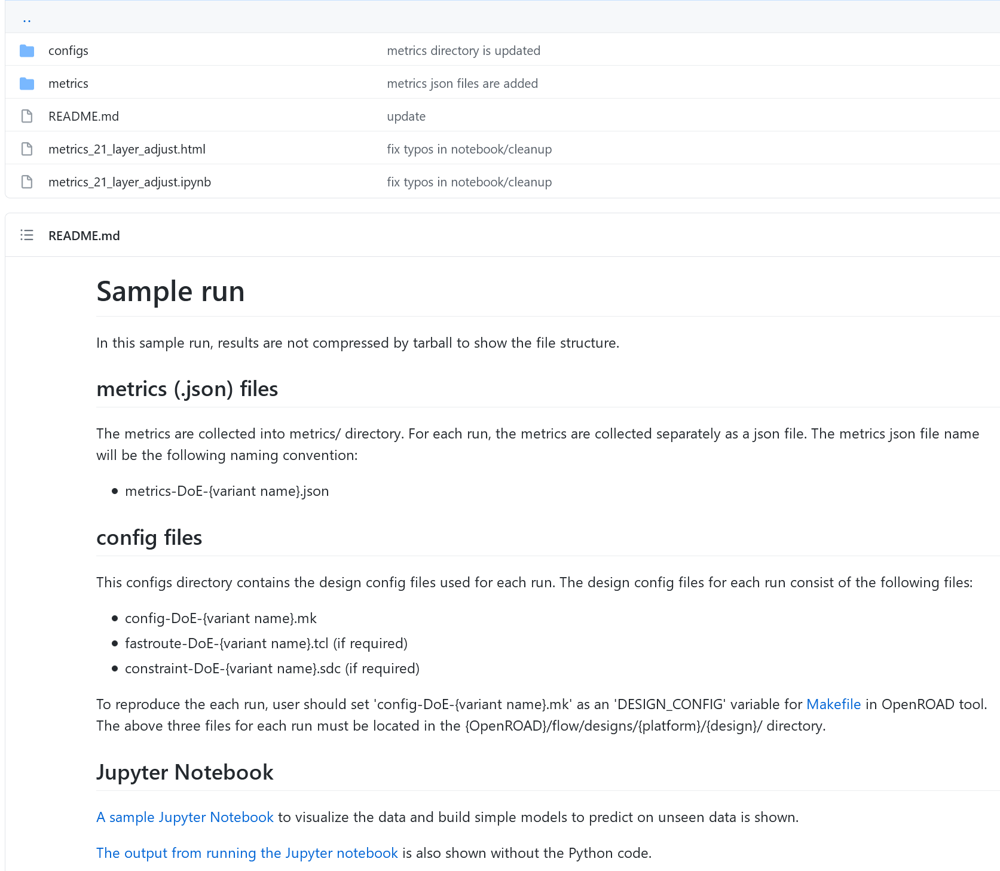 ..
configs metrics directory is updated
metrics metrics json files are added
README.md update
metrics_21_layer_adjust.html fix typos in notebook/cleanup
metrics_21_layer_adjust.ipynb fix typos in notebook/cleanup
README.md
Sample run
In this sample run, results are not compressed by tarball to show the file structure.
metrics (.json) files
The metrics are collected into metrics/ directory. For each run, the metrics are collected separately as a json file. The metrics json file name
will be the following naming convention:
• metrics-DoE-{variant name}.json
config files
This configs directory contains the design config files used for each run. The design config files for each run consist of the following files:
• config-DoE-{variant name}.mk
• fastroute-DoE-{variant name}.tcl (if required)
• constraint-DoE-{variant name}.sdc (if required)
To reproduce the each run, user should set 'config-DoE-{variant name}.mk' as an 'DESIGN_CONFIG' variable for Makefile in OpenROAD tool.
The above three files for each run must be located in the {OpenROAD}/flow/designs/{platform}/{design}/ directory.
Jupyter Notebook
A sample Jupyter Notebook to visualize the data and build simple models to predict on unseen data is shown.
The output from running the Jupyter notebook is also shown without the Python code.